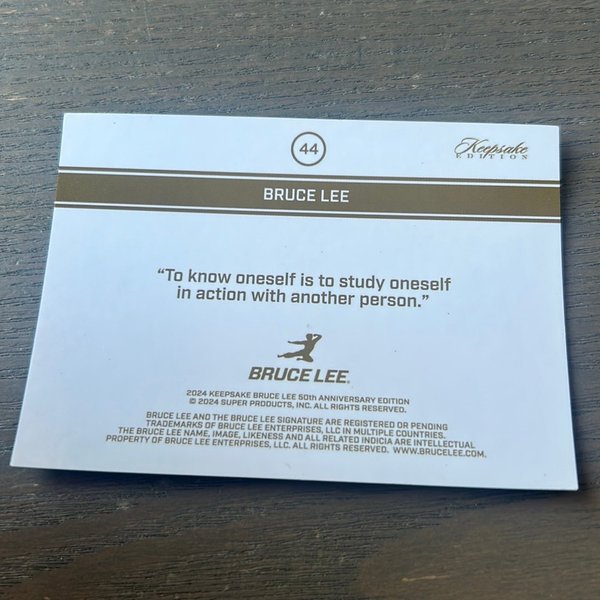 44
Keepsake
EDITION
BRUCE LEE
“To know oneself is to study oneself
in action with another person.”
BRUCE LEE®
2024 KEEPSAKE BRUCE LEE 50th ANNIVERSARY EDITION
© 2024 SUPER PRODUCTS, INC. ALL RIGHTS RESERVED.
BRUCE LEE AND THE BRUCE LEE SIGNATURE ARE REGISTERED OR PENDING
TRADEMARKS OF BRUCE LEE ENTERPRISES, LLC IN MULTIPLE COUNTRIES.
THE BRUCE LEE NAME, IMAGE, LIKENESS AND ALL RELATED INDICIA ARE INTELLECTUAL
PROPERTY OF BRUCE LEE ENTERPRISES, LLC. ALL RIGHTS RESERVED. WWW.BRUCELEE.COM.